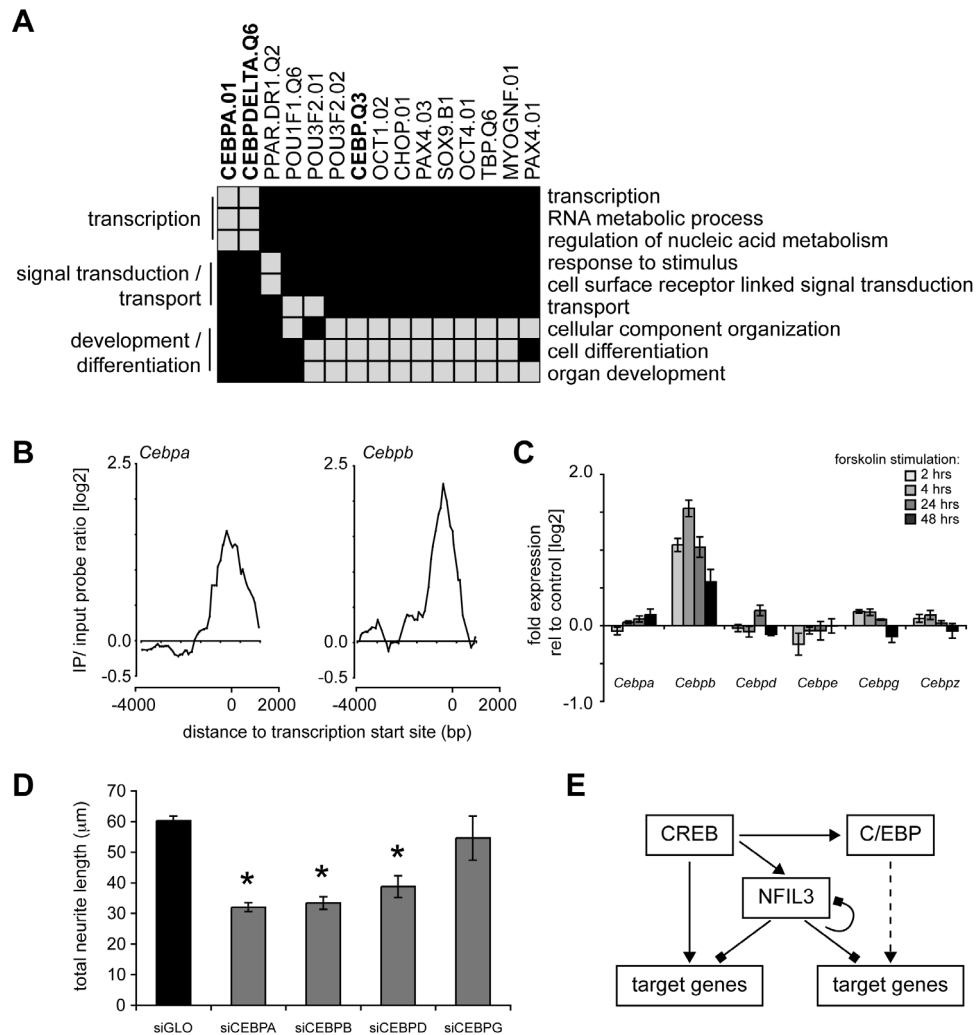 A
CEBPA.01
CEBPDELTA.Q6
PPAR.DR1.Q2
POU1F1.Q6
POU3F2.01
POU3F2.02
CEBP.Q3
OCT1.02
CHOP.01
PAX4.03
SOX9.B1
OCT4.01
TBP.Q6
MYOGNF.01
PAX4.01
transcription
signal transduction /
transport
development /
differentiation
transcription
RNA metabolic process
regulation of nucleic acid metabolism
response to stimulus
cell surface receptor linked signal transduction
transport
cellular component organization
cell differentiation
organ development
B
Cebpa
Cebpb
IP/ input probe ratio [log2]
2.5
0.0
-0.5
-4000 0 2000
2.5
0.0
-0.5
-4000 0 2000
distance to transcription start site (bp)
C
forskolin stimulation:
2 hrs
4 hrs
24 hrs
48 hrs
fold expression
rel to control [log2]
2.0
0.0
-1.0
Cebpa Cebpb Cebpd Cebpe Cebpg Cebpz
D
total neurite length (µm)
70
60
50
40
30
20
10
0
* * *
siGLO siCEBPA siCEBPB siCEBPD siCEBPG
E
CREB
C/EBP
NFIL3
target genes
target genes